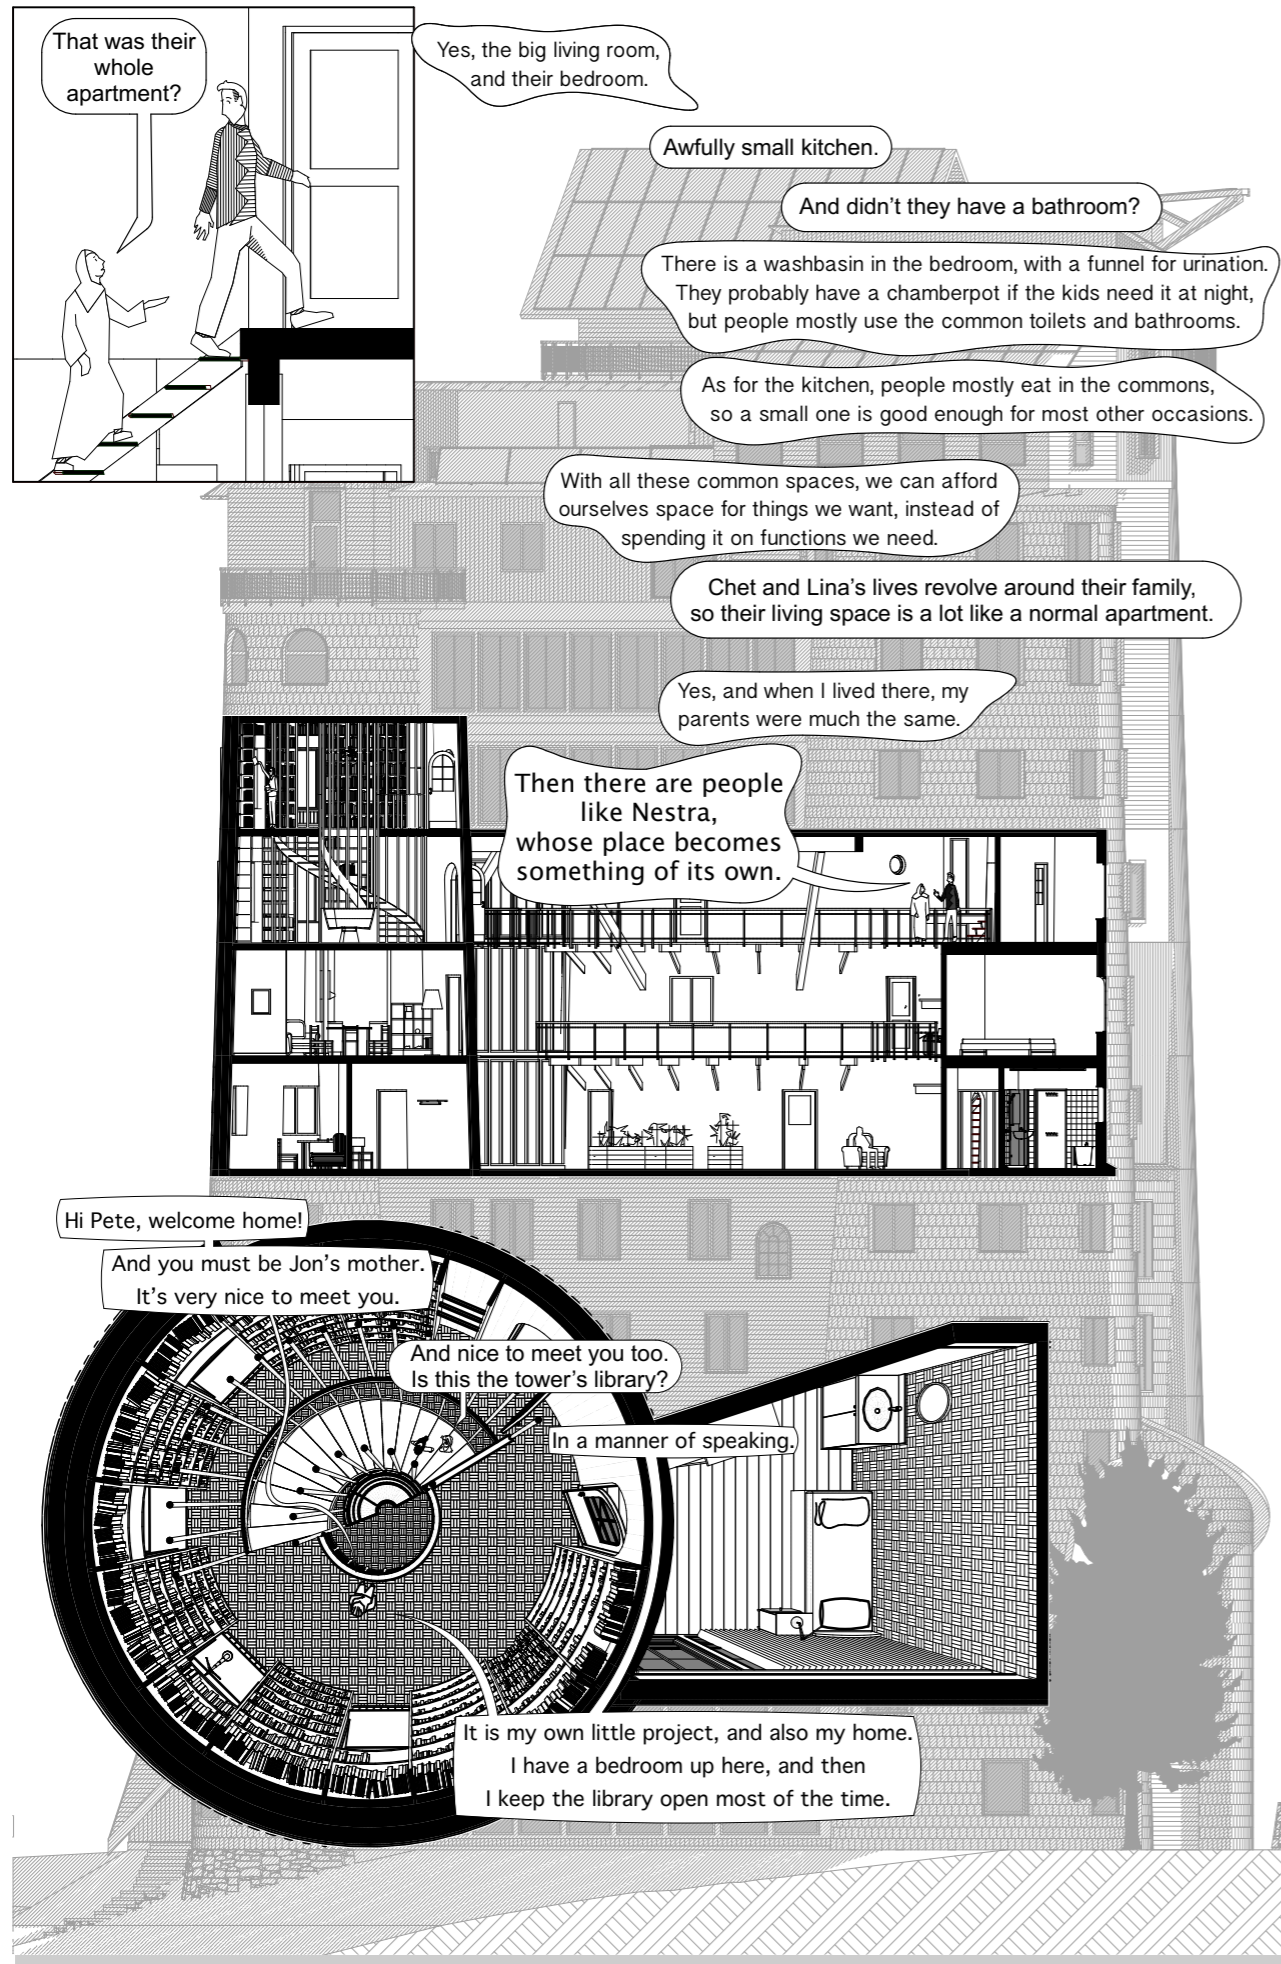 That was their
whole
apartment?
Yes, the big living room,
and their bedroom.
Awfully small kitchen.
And didn't they have a bathroom?
There is a washbasin in the bedroom, with a funnel for urination.
They probably have a chamberpot if the kids need it at night,
but people mostly use the common toilets and bathrooms.
As for the kitchen, people mostly eat in the commons,
so a small one is good enough for most other occasions.
With all these common spaces, we can afford
ourselves space for things we want, instead of
spending it on functions we need.
Chet and Lina's lives revolve around their family,
so their living space is a lot like a normal apartment.
Yes, and when I lived there, my
parents were much the same.
Then there are people
like Nestra,
whose place becomes
something of its own.
Hi Pete, welcome home!
And you must be Jon's mother.
It's very nice to meet you.
And nice to meet you too.
Is this the tower's library?
In a manner of speaking.
It is my own little project, and also my home.
I have a bedroom up here, and then
I keep the library open most of the time.